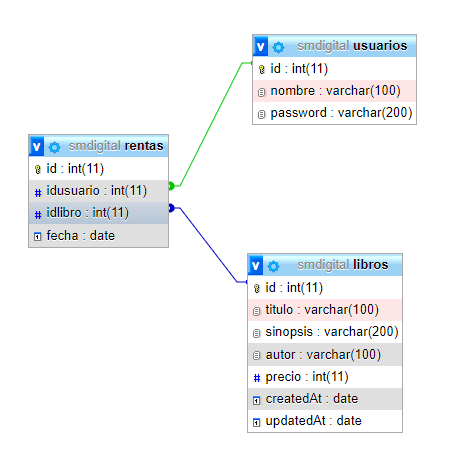 smdigital usuarios
id : int(11)
nombre : varchar(100)
password : varchar(200)
smdigital rentas
id : int(11)
idusuario : int(11)
idlibro : int(11)
fecha : date
smdigital libros
id : int(11)
titulo : varchar(100)
sinopsis : varchar(200)
autor : varchar(100)
precio : int(11)
createdAt : date
updatedAt : date